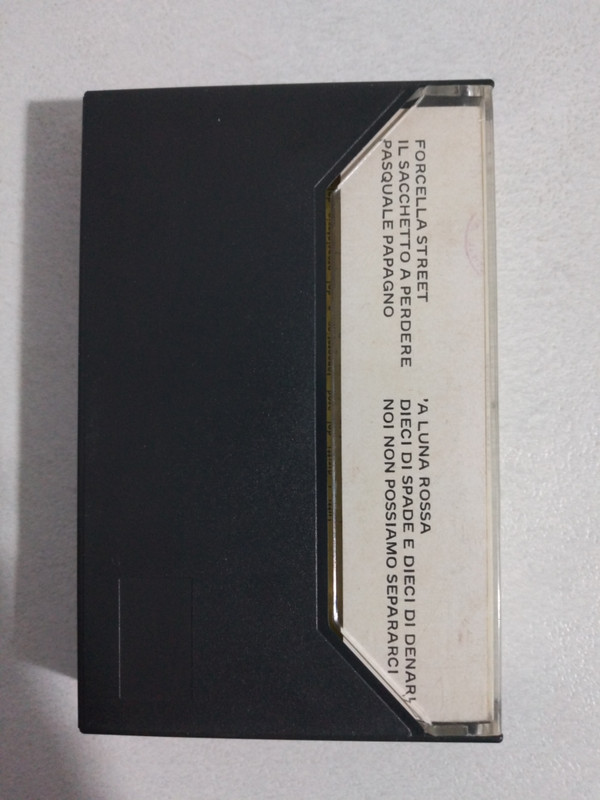 FORCELLA STREET
IL SACCHETTO A PERDERE
PASQUALE PAPAGNO
'A LUNA ROSSA
DIECI DI SPADE E DIECI DI DENARI
NOI NON POSSIAMO SEPARARCI